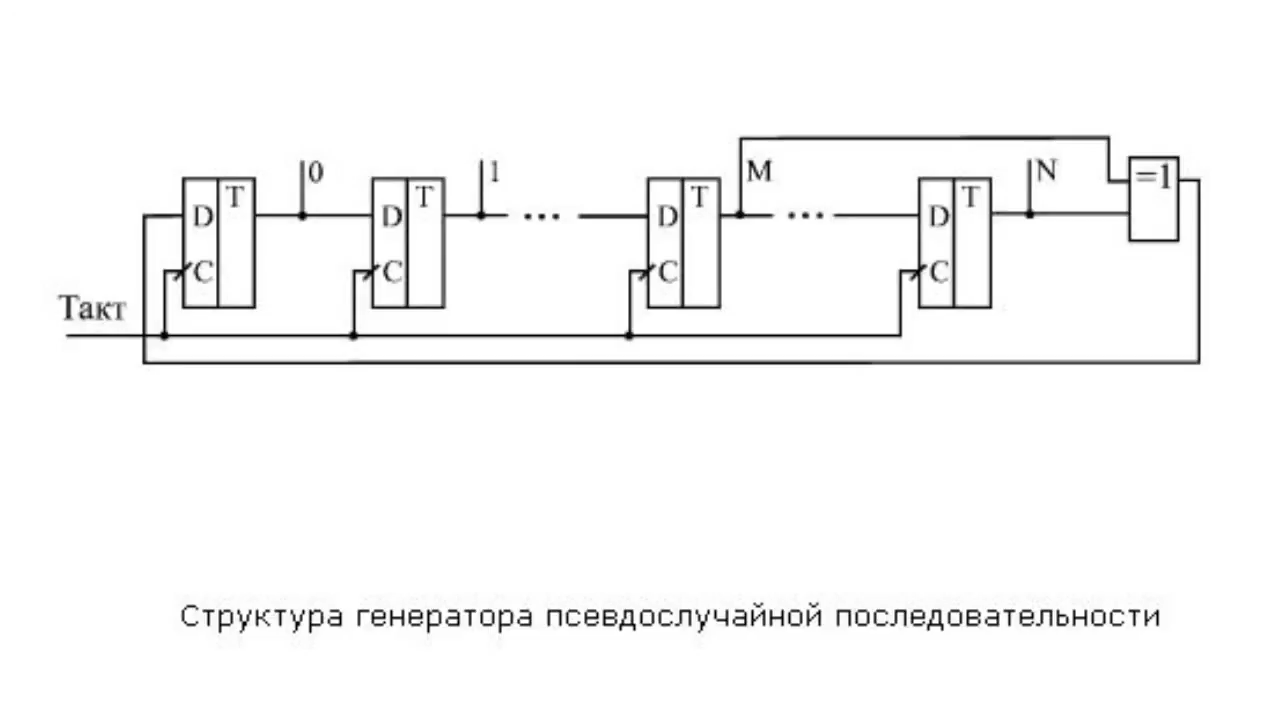 0 1 M N
T T T T =1
D D D D
C C C C
Такт
Структура генератора псевдослучайной последовательности